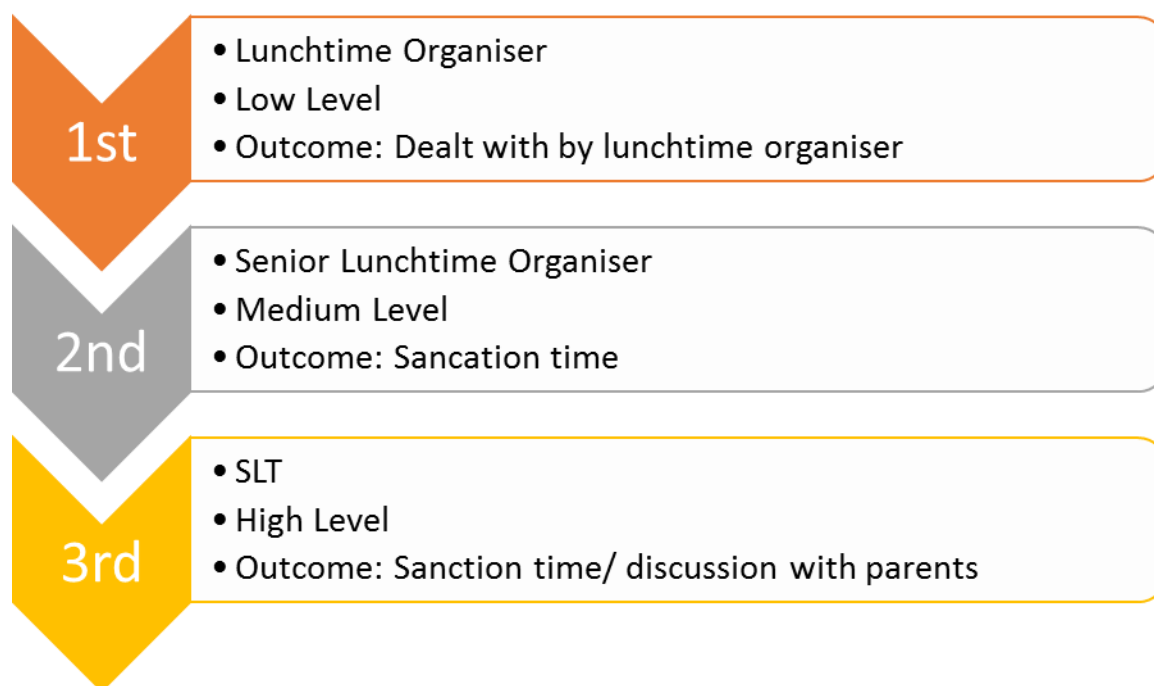 1st
• Lunchtime Organiser
• Low Level
• Outcome: Dealt with by lunchtime organiser
2nd
• Senior Lunchtime Organiser
• Medium Level
• Outcome: Sancation time
3rd
• SLT
• High Level
• Outcome: Sanction time/ discussion with parents